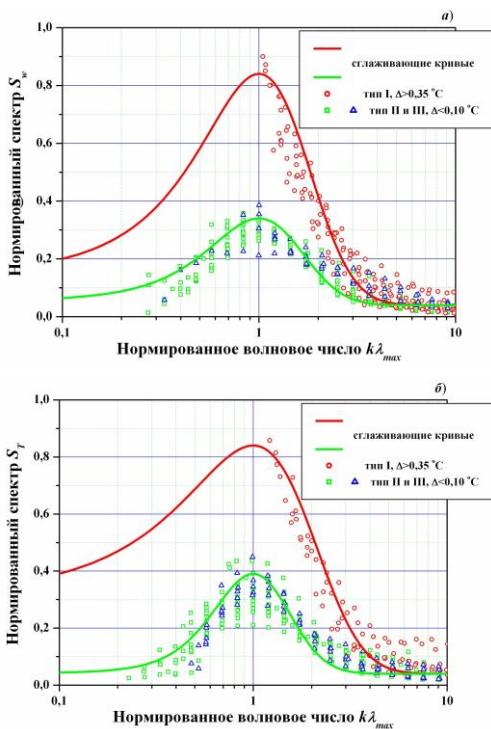 а)
Нормированный спектр Sw
1,0
0,8
0,6
0,4
0,2
0,0
0,1
1
10
сглаживающие кривые
тип I, Δ>0,35 °C
тип II и III, Δ<0,10 °C
Нормированное волновое число kλmax
б)
Нормированный спектр ST
1,0
0,8
0,6
0,4
0,2
0,0
0,1
1
10
сглаживающие кривые
тип I, Δ>0,35 °C
тип II и III, Δ<0,10 °C
Нормированное волновое число kλmax